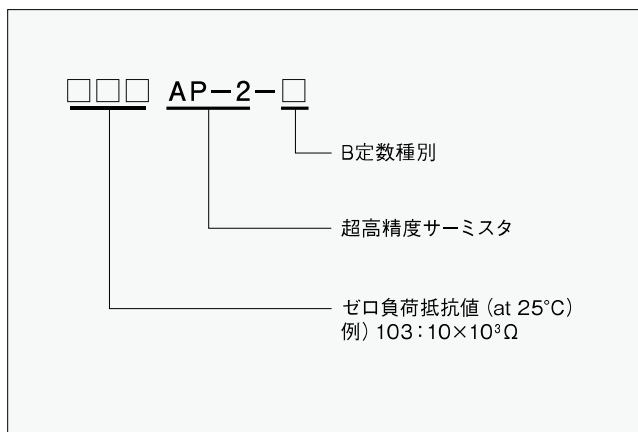 □□□ AP−2−□
B定数種別
超高精度サーミスタ
ゼロ負荷抵抗値（at 25°C）
例）103：10×10³Ω